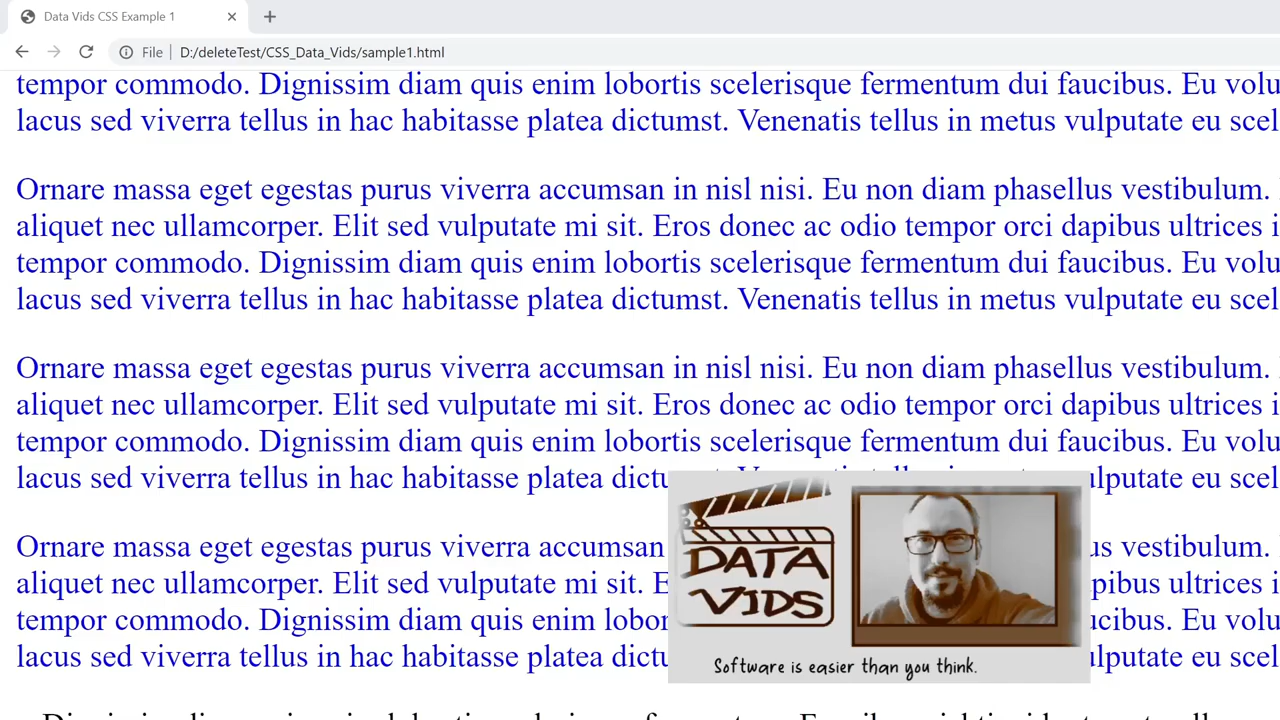 Data Vids CSS Example 1
File
D:/deleteTest/CSS_Data_Vids/sample1.html
tempor commodo. Dignissim diam quis enim lobortis scelerisque fermentum dui faucibus. Eu volu
lacus sed viverra tellus in hac habitasse platea dictumst. Venenatis tellus in metus vulputate eu scel
Ornare massa eget egestas purus viverra accumsan in nisl nisi. Eu non diam phasellus vestibulum.
aliquet nec ullamcorper. Elit sed vulputate mi sit. Eros donec ac odio tempor orci dapibus ultrices i
tempor commodo. Dignissim diam quis enim lobortis scelerisque fermentum dui faucibus. Eu volu
lacus sed viverra tellus in hac habitasse platea dictumst. Venenatis tellus in metus vulputate eu scel
Ornare massa eget egestas purus viverra accumsan in nisl nisi. Eu non diam phasellus vestibulum.
aliquet nec ullamcorper. Elit sed vulputate mi sit. Eros donec ac odio tempor orci dapibus ultrices i
tempor commodo. Dignissim diam quis enim lobortis scelerisque fermentum dui faucibus. Eu volu
lacus sed viverra tellus in hac habitasse platea dictu ulputate eu scel
Ornare massa eget egestas purus viverra accumsan us vestibulum.
aliquet nec ullamcorper. Elit sed vulputate mi sit. E pibus ultrices i
tempor commodo. Dignissim diam quis enim lobor ucibus. Eu volu
lacus sed viverra tellus in hac habitasse platea dictu ulputate eu scel
DATA
VIDS
Software is easier than you think.